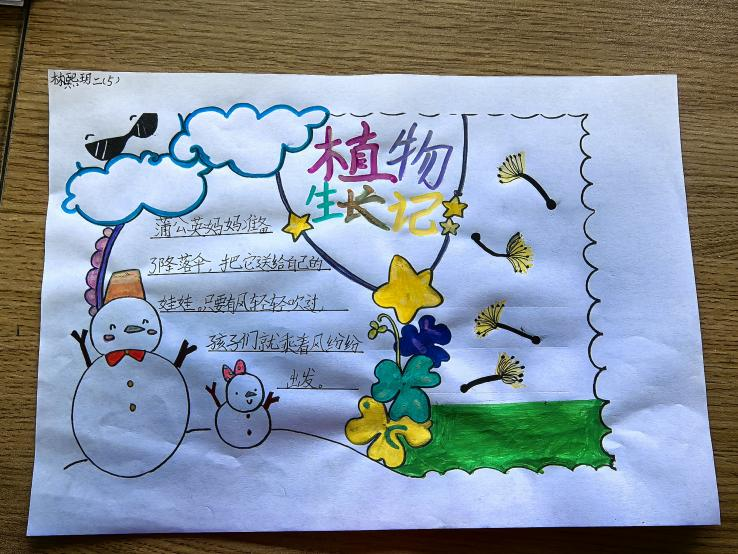 林熙玥二(5)
植物
生长记
蒲公英妈妈准备
了降落伞,把它送给自己的
娃娃。只要有风轻轻吹过,
孩子们就乘着风纷纷
出发。